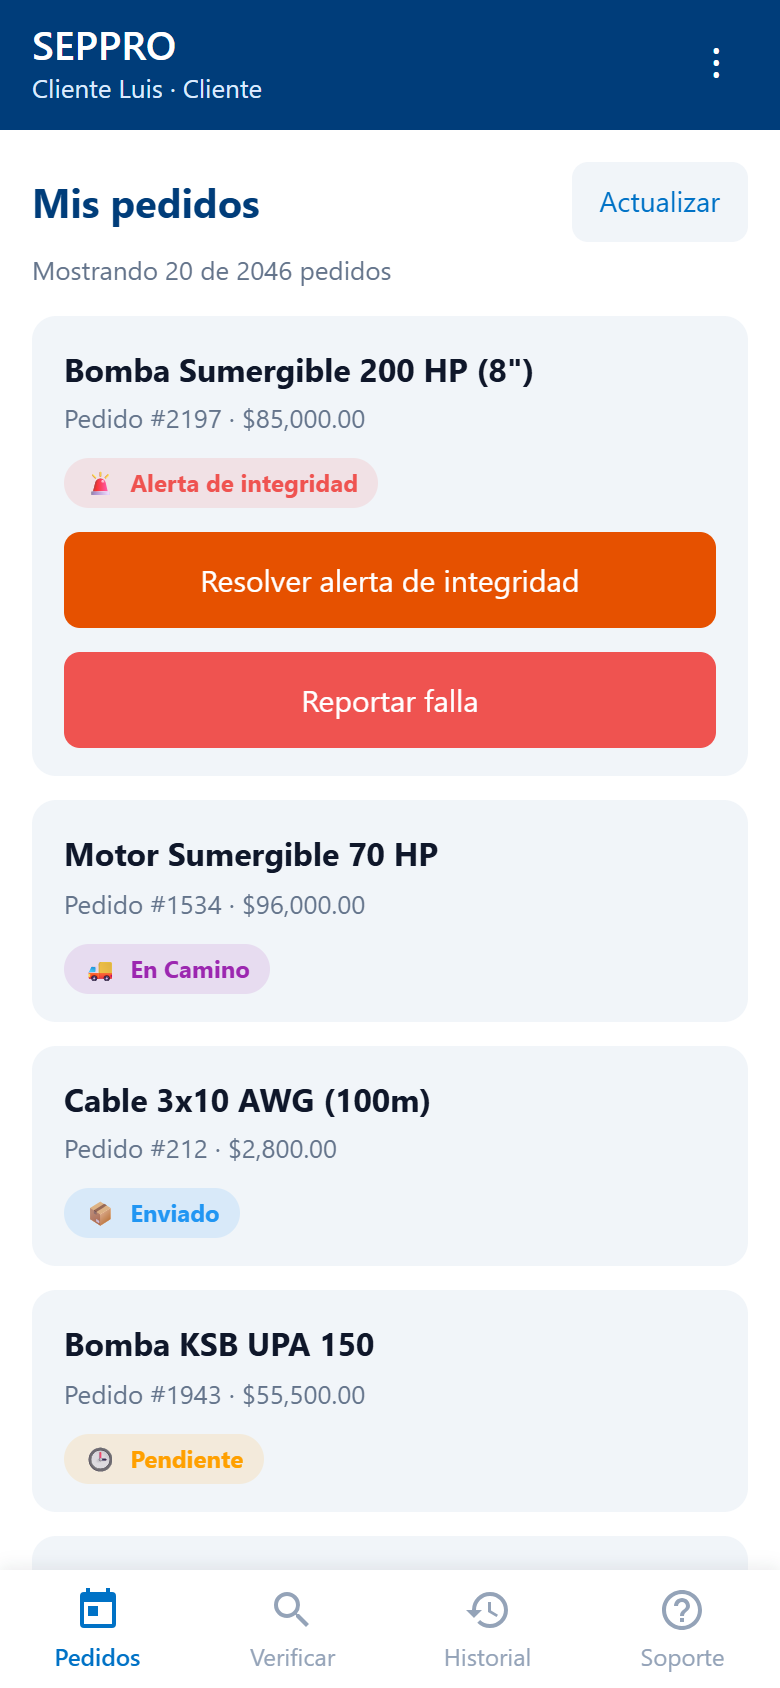 SEPPRO
Cliente Luis · Cliente
Mis pedidos
Actualizar
Mostrando 20 de 2046 pedidos
Bomba Sumergible 200 HP (8")
Pedido #2197 · $85,000.00
Alerta de integridad
Resolver alerta de integridad
Reportar falla
Motor Sumergible 70 HP
Pedido #1534 · $96,000.00
En Camino
Cable 3x10 AWG (100m)
Pedido #212 · $2,800.00
Enviado
Bomba KSB UPA 150
Pedido #1943 · $55,500.00
Pendiente
Pedidos
Verificar
Historial
Soporte